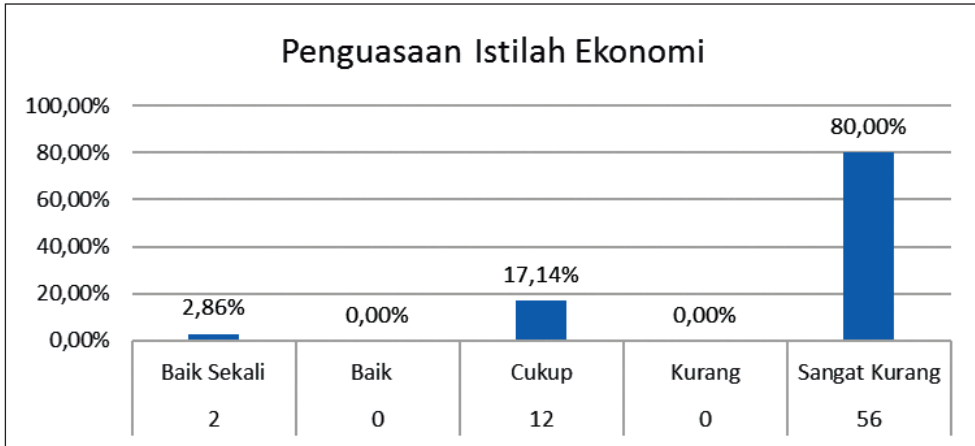 Penguasaan Istilah Ekonomi
100,00%
80,00%
60,00%
40,00%
20,00%
0,00%
2,86%
0,00%
17,14%
0,00%
80,00%
Baik Sekali
Baik
Cukup
Kurang
Sangat Kurang
2
0
12
0
56